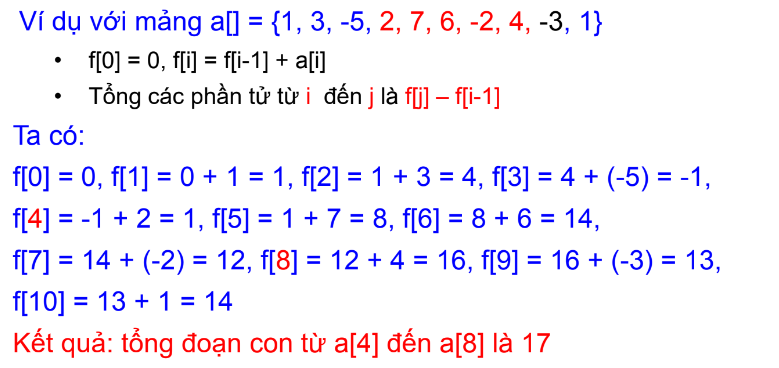 Ví dụ với mảng a[] = {1, 3, -5, 2, 7, 6, -2, 4, -3, 1}
• f[0] = 0, f[i] = f[i-1] + a[i]
• Tổng các phần tử từ i đến j là f[j] – f[i-1]
Ta có:
f[0] = 0, f[1] = 0 + 1 = 1, f[2] = 1 + 3 = 4, f[3] = 4 + (-5) = -1,
f[4] = -1 + 2 = 1, f[5] = 1 + 7 = 8, f[6] = 8 + 6 = 14,
f[7] = 14 + (-2) = 12, f[8] = 12 + 4 = 16, f[9] = 16 + (-3) = 13,
f[10] = 13 + 1 = 14
Kết quả: tổng đoạn con từ a[4] đến a[8] là 17